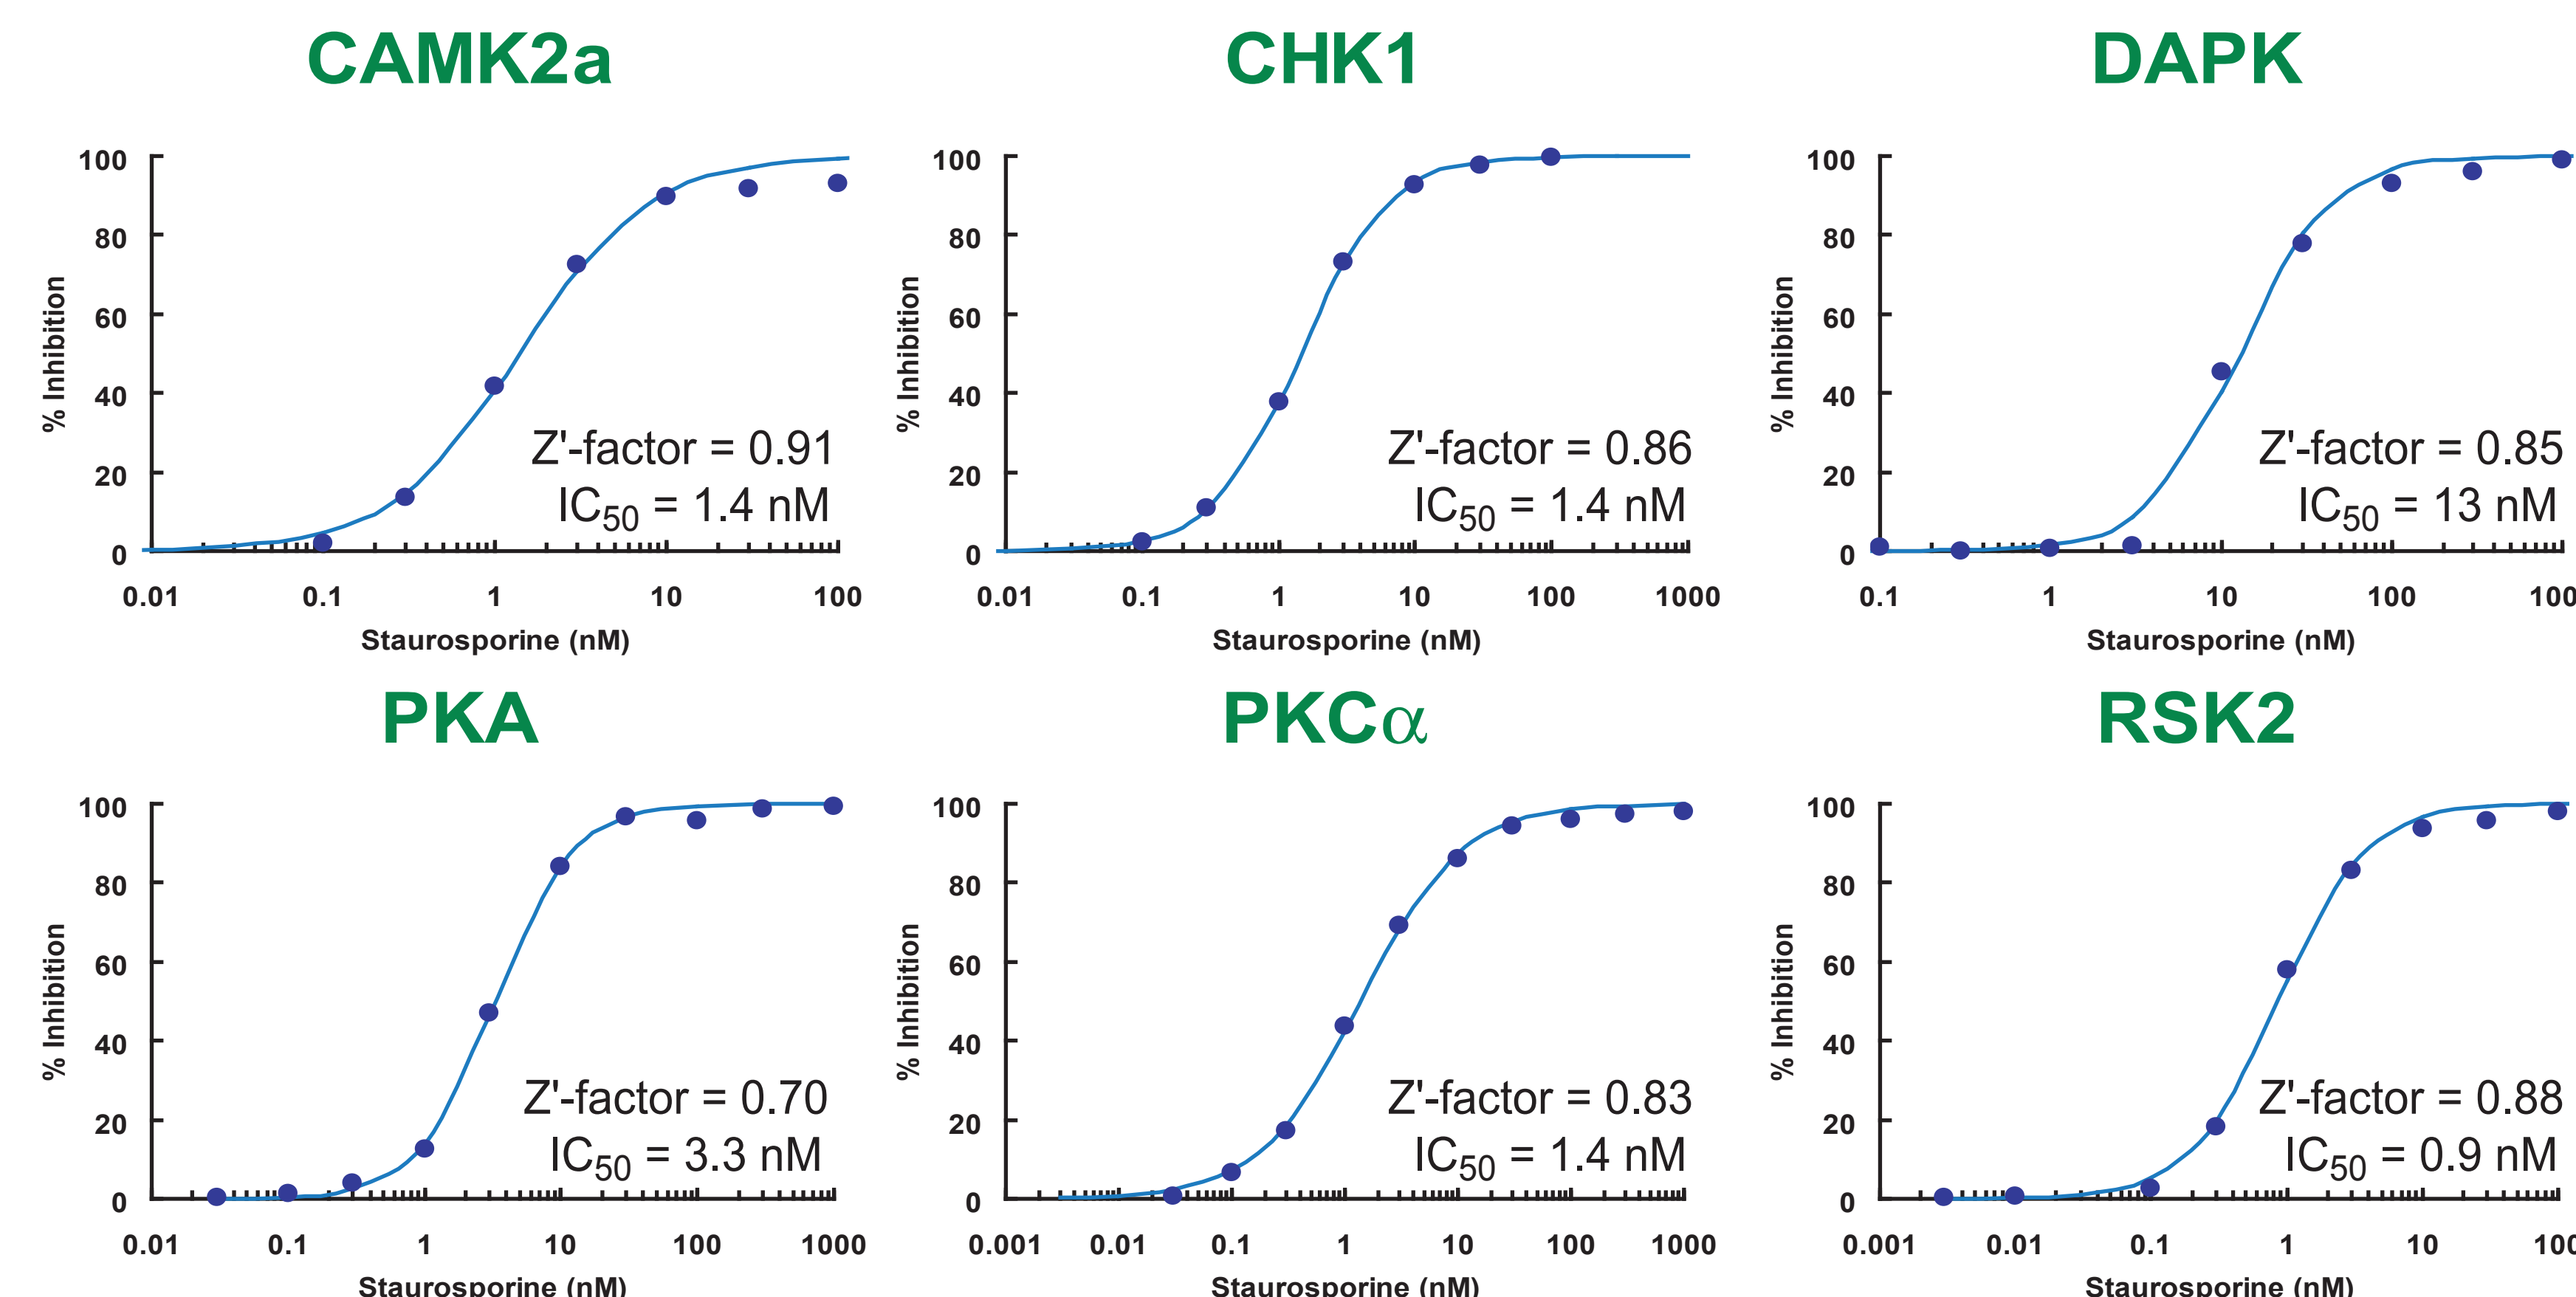 CAMK2a
100
80
60
40
20
0
% Inhibition
Z'-factor = 0.91
IC50 = 1.4 nM
0.01 0.1 1 10 100
Staurosporine (nM)
CHK1
100
80
60
40
20
0
% Inhibition
Z'-factor = 0.86
IC50 = 1.4 nM
0.01 0.1 1 10 100 1000
Staurosporine (nM)
DAPK
100
80
60
40
20
0
% Inhibition
Z'-factor = 0.85
IC50 = 13 nM
0.1 1 10 100 100
Staurosporine (nM)
PKA
100
80
60
40
20
0
% Inhibition
Z'-factor = 0.70
IC50 = 3.3 nM
0.01 0.1 1 10 100 1000
Staurosporine (nM)
PKCα
100
80
60
40
20
0
% Inhibition
Z'-factor = 0.83
IC50 = 1.4 nM
0.001 0.01 0.1 1 10 100 1000
Staurosporine (nM)
RSK2
100
80
60
40
20
0
% Inhibition
Z'-factor = 0.88
IC50 = 0.9 nM
0.001 0.01 0.1 1 10 100
Staurosporine (nM)